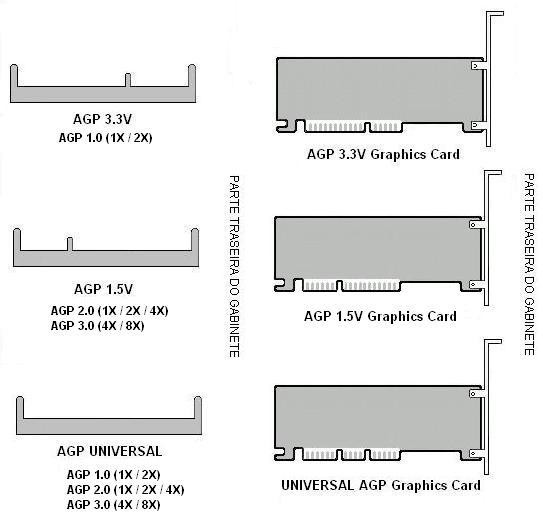 AGP 3.3V
AGP 1.0 (1X / 2X)
AGP 3.3V Graphics Card
PARTE TRASEIRA DO GABINETE
PARTE TRASEIRA DO GABINETE
AGP 1.5V
AGP 2.0 (1X / 2X / 4X)
AGP 3.0 (4X / 8X)
AGP 1.5V Graphics Card
AGP UNIVERSAL
AGP 1.0 (1X / 2X)
AGP 2.0 (1X / 2X / 4X)
AGP 3.0 (4X / 8X)
UNIVERSAL AGP Graphics Card